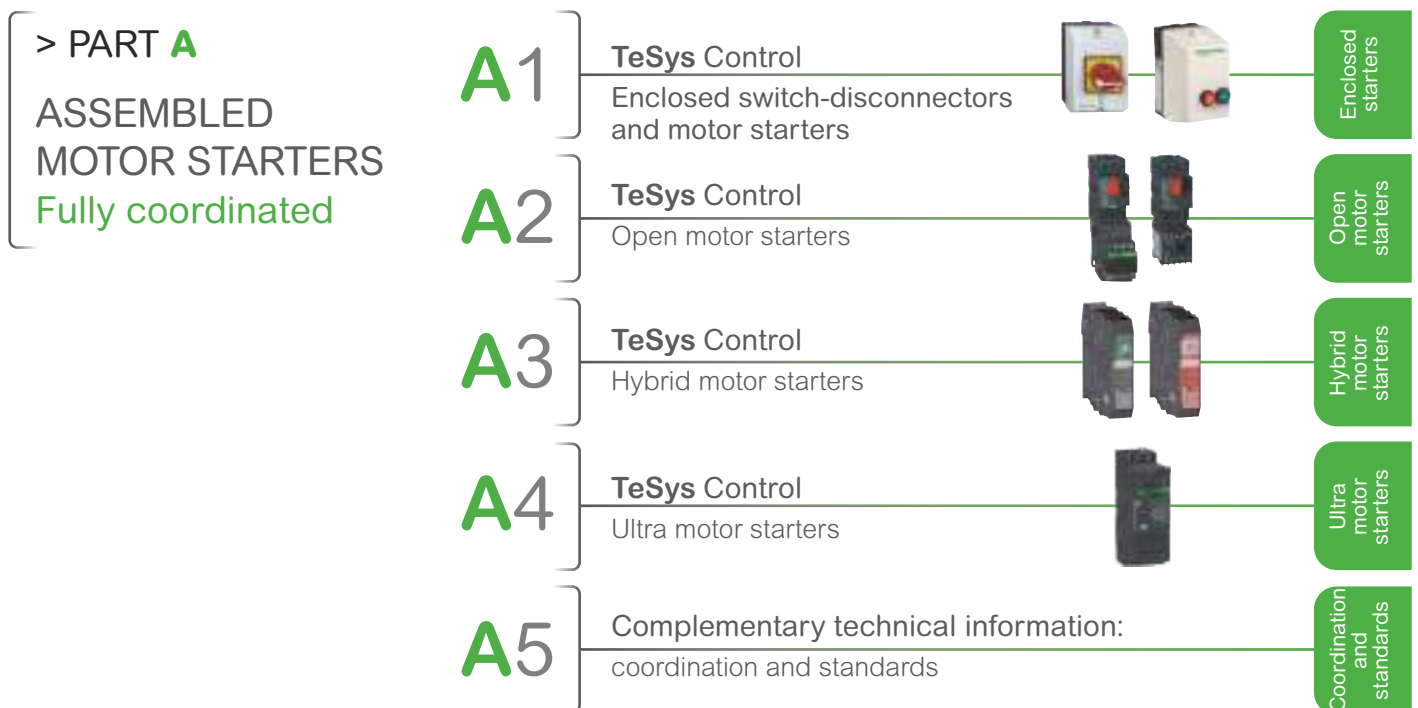 > PART A
ASSEMBLED
MOTOR STARTERS
Fully coordinated
A1
TeSys Control
Enclosed switch-disconnectors
and motor starters
Enclosed
starters
A2
TeSys Control
Open motor starters
Open
motor
starters
A3
TeSys Control
Hybrid motor starters
Hybrid
motor
starters
A4
TeSys Control
Ultra motor starters
Ultra
motor
starters
A5
Complementary technical information:
coordination and standards
Coordination
and
standards